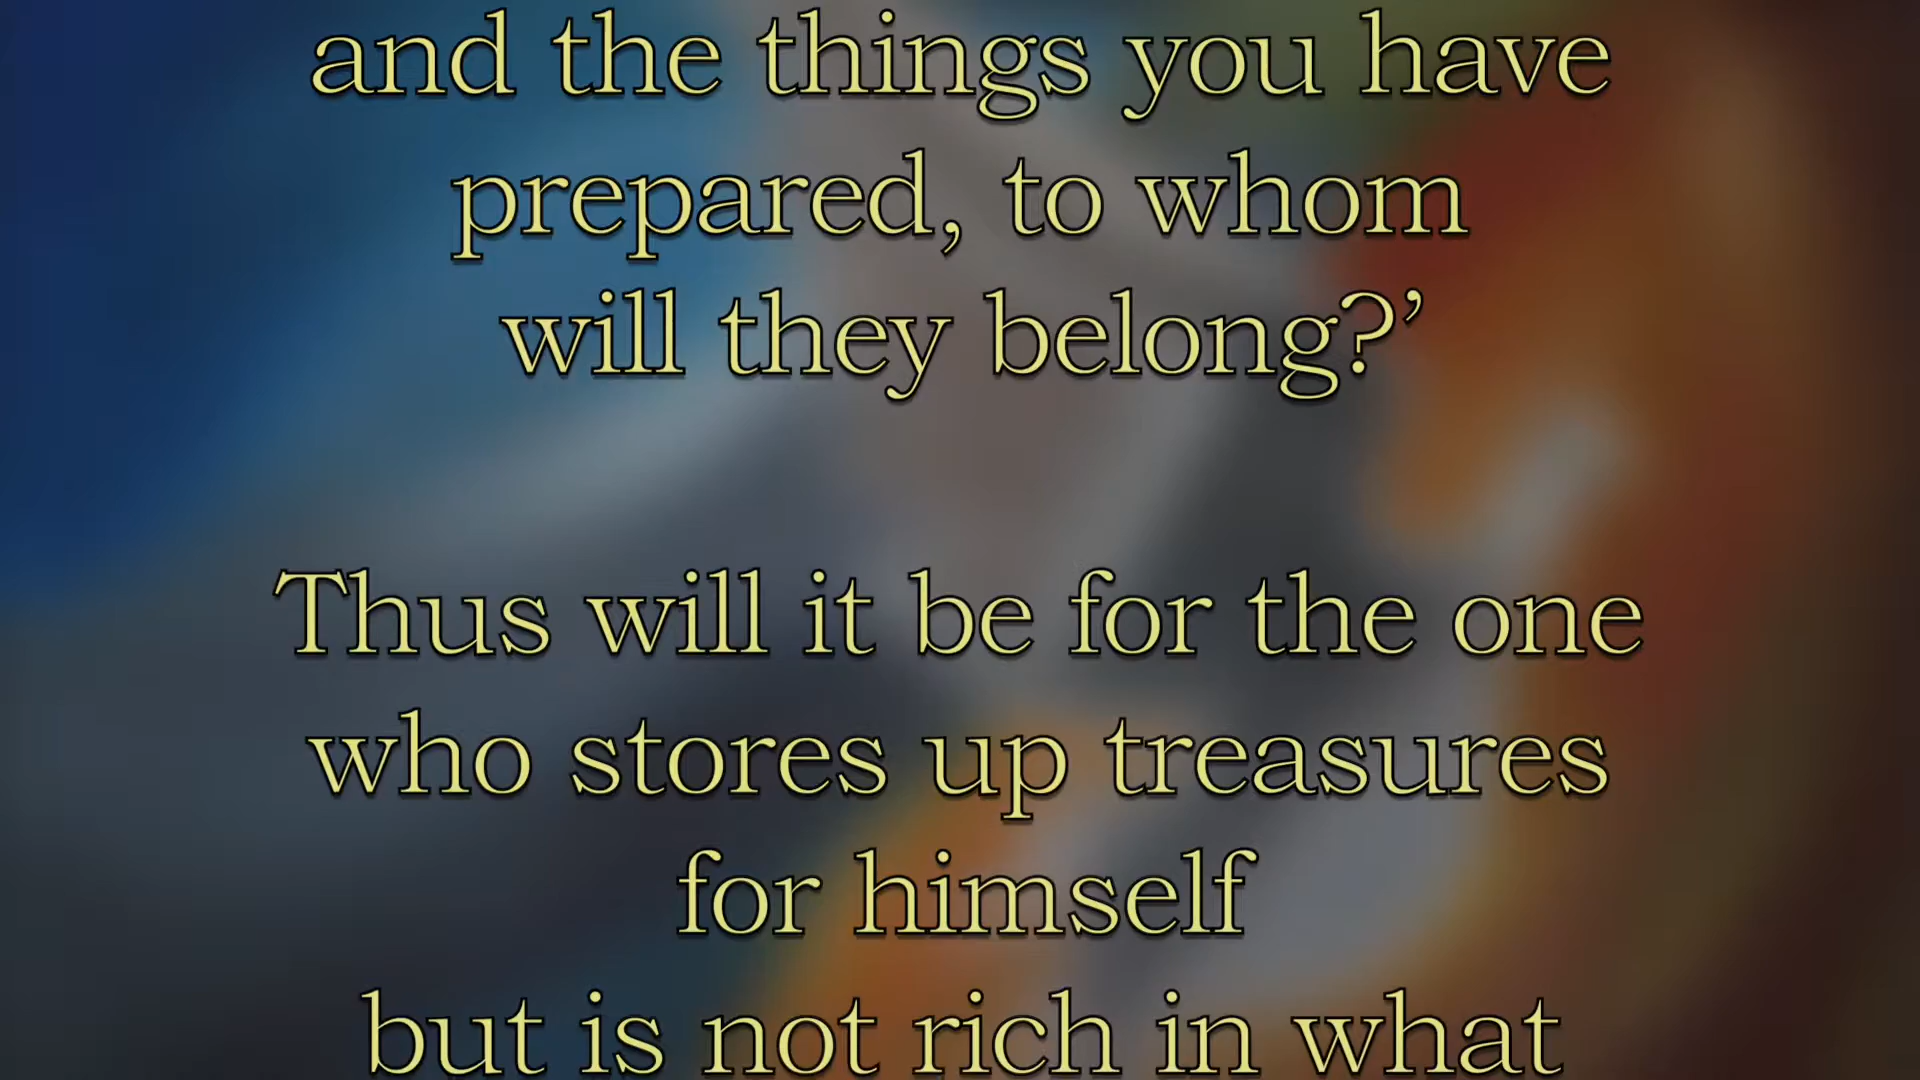 and the things you have
prepared, to whom
will they belong?’
Thus will it be for the one
who stores up treasures
for himself
but is not rich in what